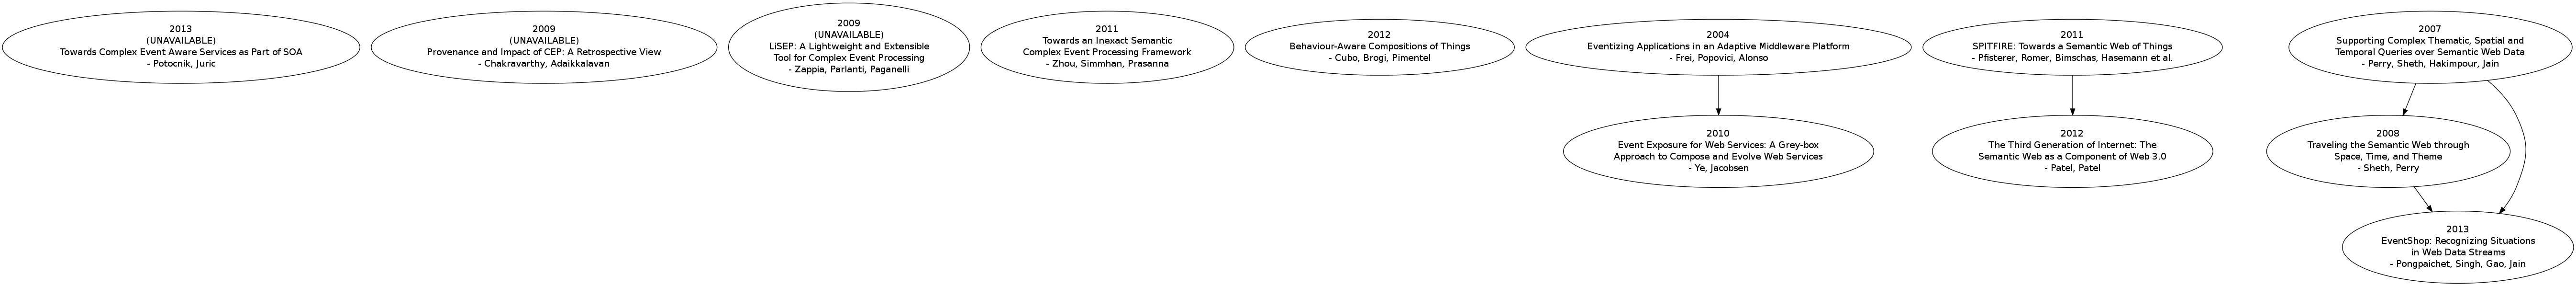 2013
(UNAVAILABLE)
Towards Complex Event Aware Services as Part of SOA
- Potocnik, Juric
2009
(UNAVAILABLE)
Provenance and Impact of CEP: A Retrospective View
- Chakravarthy, Adaikkalavan
2009
(UNAVAILABLE)
LiSEP: A Lightweight and Extensible
Tool for Complex Event Processing
- Zappia, Parlanti, Paganelli
2011
Towards an Inexact Semantic
Complex Event Processing Framework
- Zhou, Simmhan, Prasanna
2012
Behaviour-Aware Compositions of Things
- Cubo, Brogi, Pimentel
2004
Eventizing Applications in an Adaptive Middleware Platform
- Frei, Popovici, Alonso
2011
SPITFIRE: Towards a Semantic Web of Things
- Pfisterer, Romer, Bimschas, Hasemann et al.
2007
Supporting Complex Thematic, Spatial and
Temporal Queries over Semantic Web Data
- Perry, Sheth, Hakimpour, Jain
2010
Event Exposure for Web Services: A Grey-box
Approach to Compose and Evolve Web Services
- Ye, Jacobsen
2012
The Third Generation of Internet: The
Semantic Web as a Component of Web 3.0
- Patel, Patel
2008
Traveling the Semantic Web through
Space, Time, and Theme
- Sheth, Perry
2013
EventShop: Recognizing Situations
in Web Data Streams
- Pongpaichet, Singh, Gao, Jain